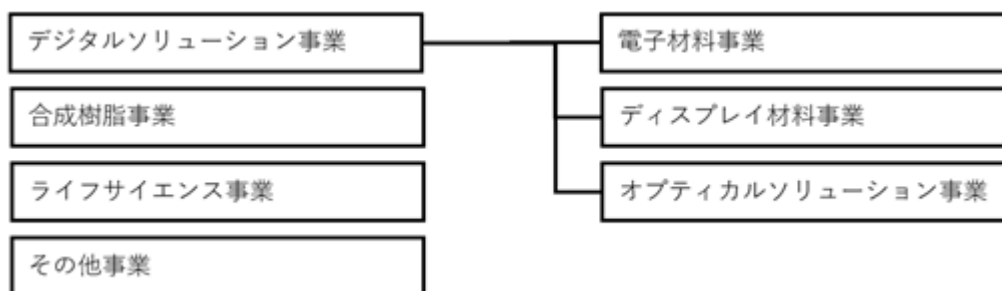 デジタルソリューション事業
電子材料事業
合成樹脂事業
ディスプレイ材料事業
ライフサイエンス事業
オプティカルソリューション事業
その他事業